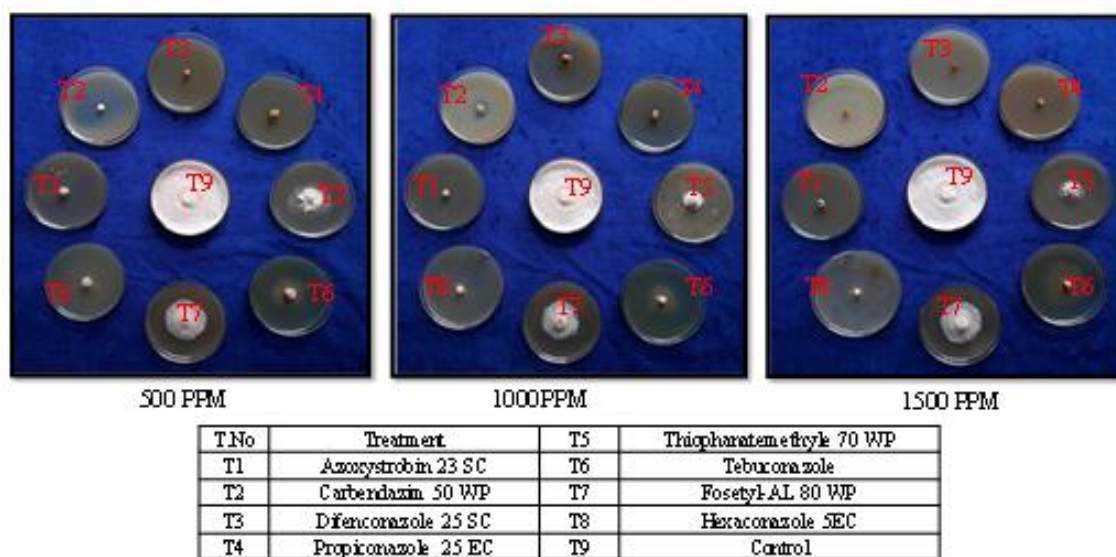 T3 T3 T3
T2 T4 T2 T4 T2 T4
T1 T9 T2 T1 T9 T5 T1 T9 T5
T8 T6 T8 T6 T8 T6
T7 T7 T7
500 PPM 1000PPM 1500 PPM
T.No Treatment T5 Thiophanatemethyle 70 WP
T1 Azoxystrobin 23 SC T6 Tebuconazole
T2 Carbendazin 50 WP T7 Fosetyl-AL 80 WP
T3 Difenconazole 25 SC T8 Hexaconazole 5EC
T4 Propiconazole 25 EC T9 Control